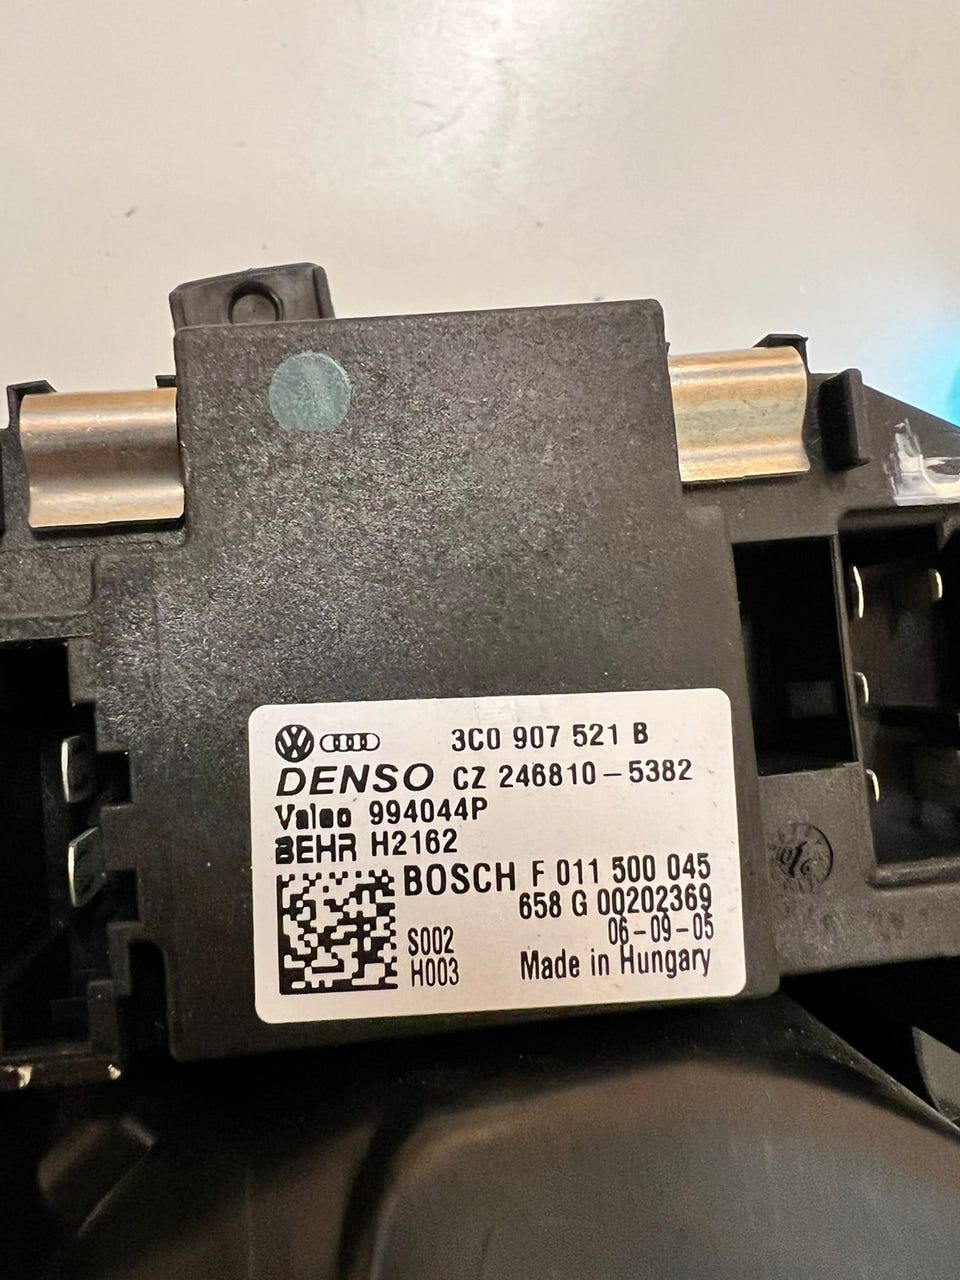 3C0 907 521 B
DENSO CZ 246810-5382
Valeo 994044P
BEHR H2162
BOSCH F 011 500 045
658 G 00202369
S002 06-09-05
H003 Made in Hungary